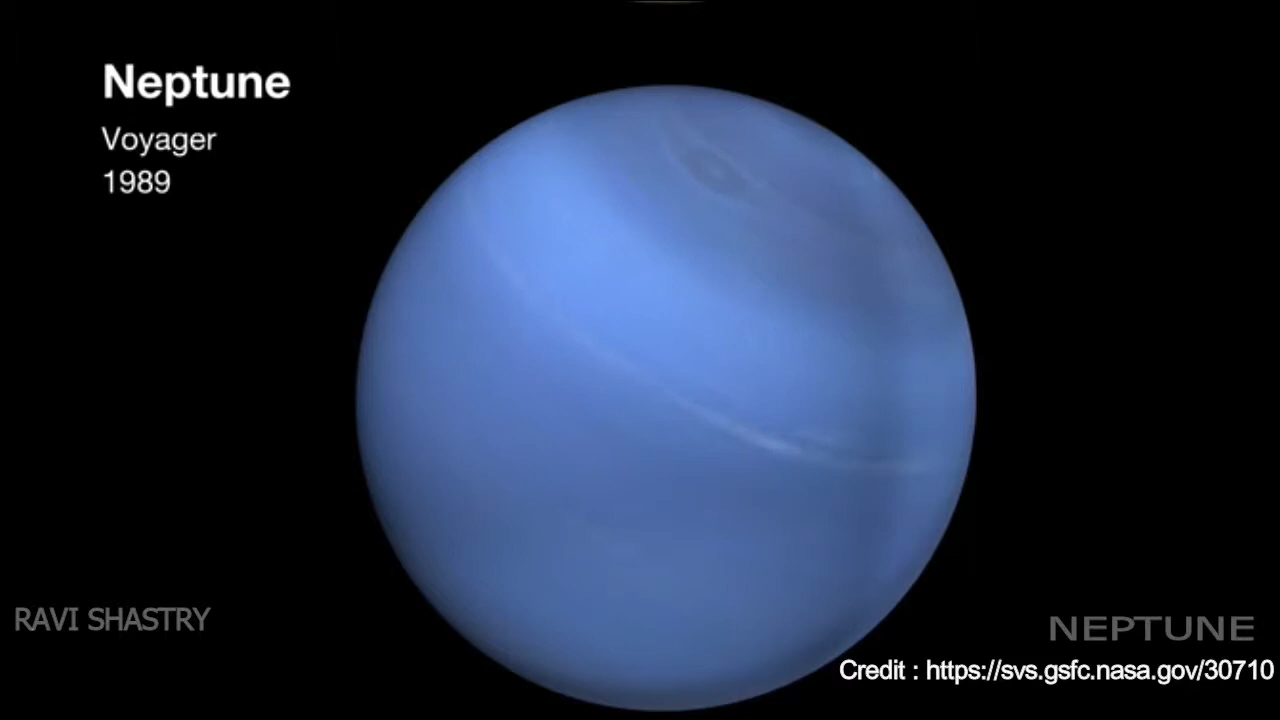 Neptune
Voyager
1989
RAVI SHASTRY
NEPTUNE
Credit : https://svs.gsfc.nasa.gov/30710